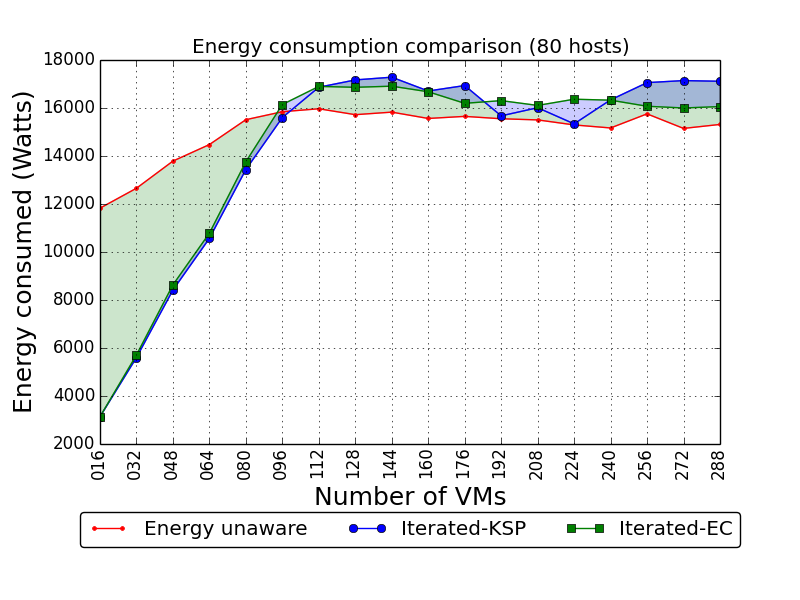 Energy consumption comparison (80 hosts)
Energy consumed (Watts)
18000
16000
14000
12000
10000
8000
6000
4000
2000
016 032 048 064 080 096 112 128 144 160 176 192 208 224 240 256 272 288
Number of VMs
Energy unaware Iterated-KSP Iterated-EC